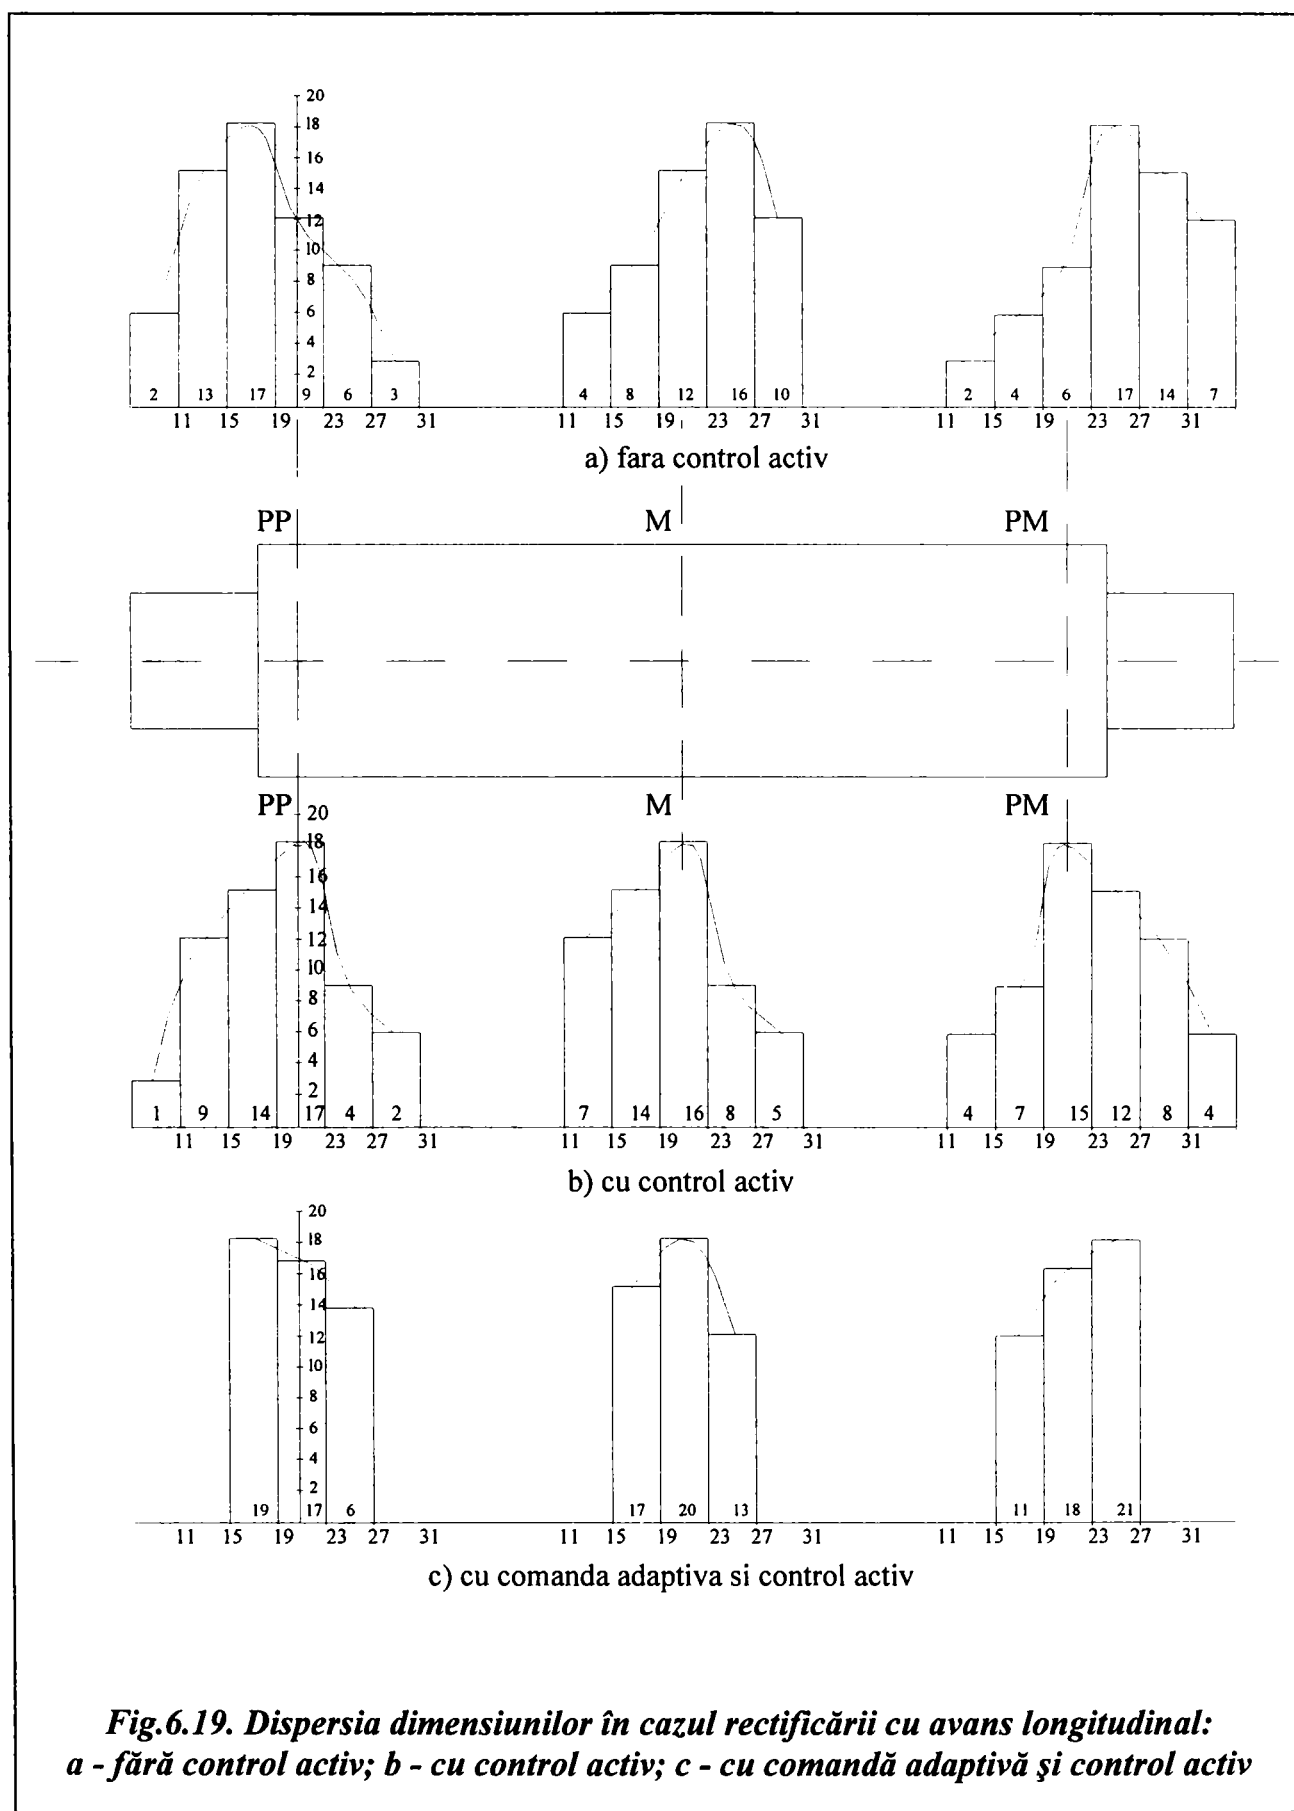 20
18
16
14
12
10
8
6
4
2
2 13 17 9 6 3 4 8 12 16 10 2 4 6 17 14 7
11 15 19 23 27 31 11 15 19 23 27 31 11 15 19 23 27 31
a) fara control activ
PP M PM
PP M PM
20
18
16
14
12
10
8
6
4
2
1 9 14 17 4 2 7 14 16 8 5 4 7 15 12 8 4
11 15 19 23 27 31 11 15 19 23 27 31 11 15 19 23 27 31
b) cu control activ
20
18
16
14
12
10
8
6
4
2
19 17 6 17 20 13 11 18 21
11 15 19 23 27 31 11 15 19 23 27 31 11 15 19 23 27 31
c) cu comanda adaptiva si control activ
Fig.6.19. Dispersia dimensiunilor în cazul rectificării cu avans longitudinal:
a - fără control activ; b - cu control activ; c - cu comandă adaptivă şi control activ